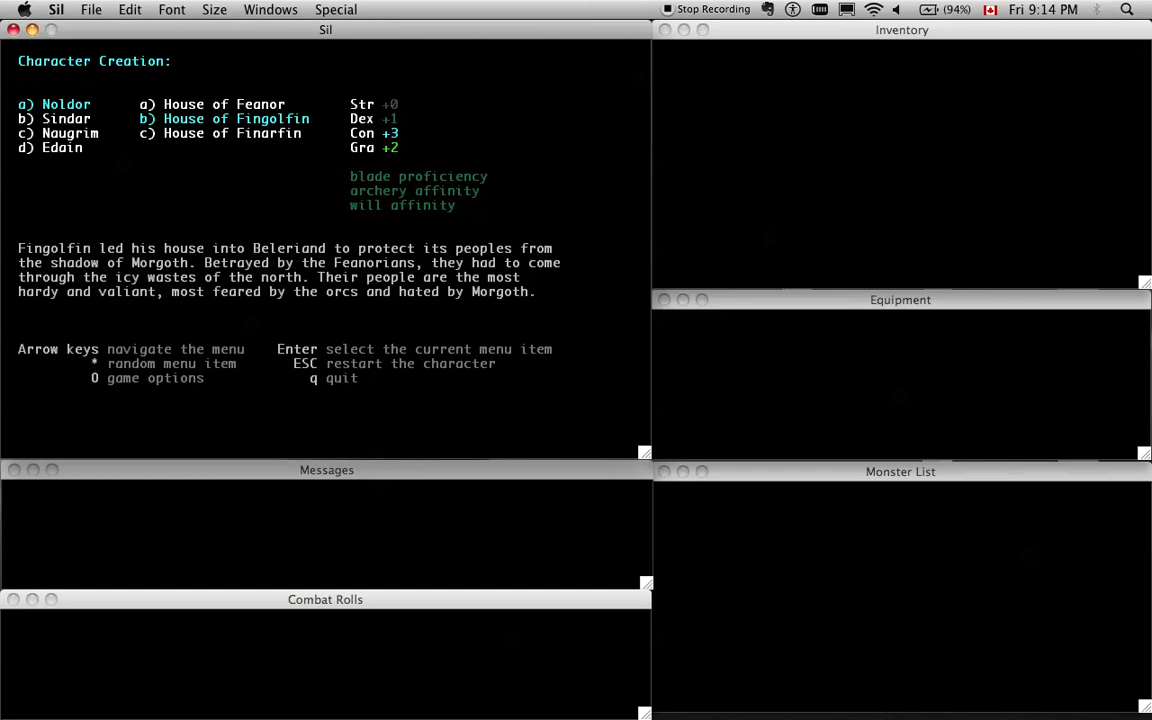 Sil File Edit Font Size Windows Special Stop Recording (94%) Fri 9:14 PM
Sil
Character Creation:
a) Noldor a) House of Feanor Str +0
b) Sindar b) House of Fingolfin Dex +1
c) Naugrim c) House of Finarfin Con +3
d) Edain Gra +2
blade proficiency
archery affinity
will affinity
Fingolfin led his house into Beleriand to protect its peoples from
the shadow of Morgoth. Betrayed by the Feanorians, they had to come
through the icy wastes of the north. Their people are the most
hardy and valiant, most feared by the orcs and hated by Morgoth.
Arrow keys navigate the menu Enter select the current menu item
* random menu item ESC restart the character
O game options q quit
Inventory
Equipment
Messages
Monster List
Combat Rolls